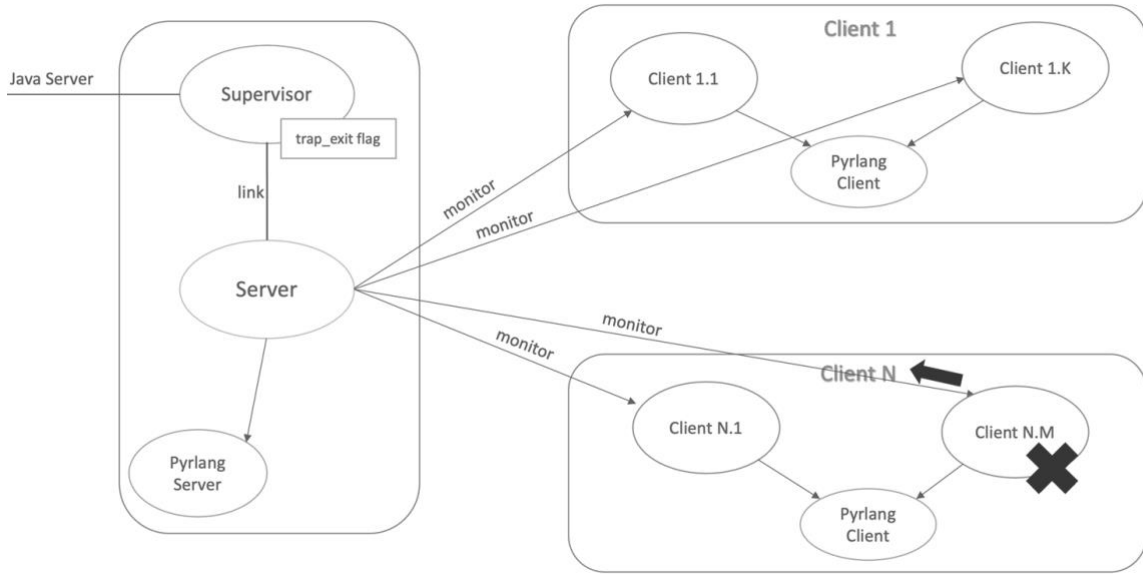 Java Server
Supervisor
trap_exit flag
link
Server
Pyrlang
Server
monitor
monitor
monitor
monitor
Client 1
Client 1.1
Client 1.K
Pyrlang
Client
Client N
Client N.1
Client N.M
Pyrlang
Client